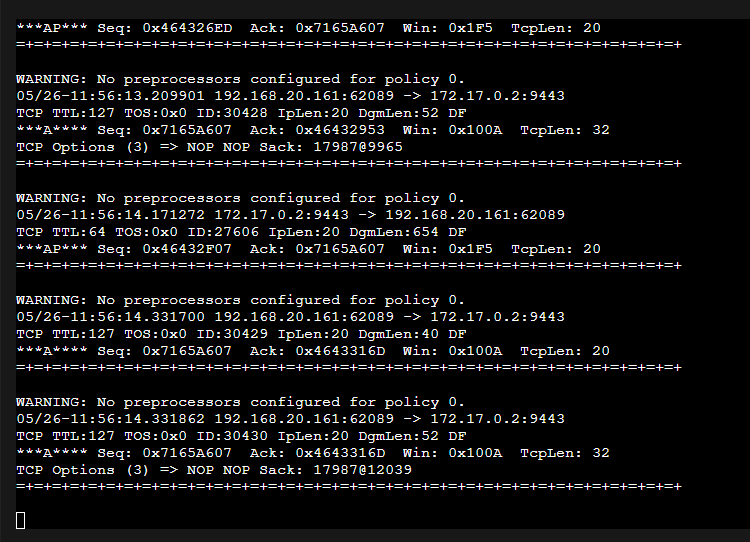 ***AP*** Seq: 0x464326ED  Ack: 0x7165A607  Win: 0x1F5  TcpLen: 20
=+=+=+=+=+=+=+=+=+=+=+=+=+=+=+=+=+=+=+=+=+=+=+=+=+=+=+=+=+=+=+=+=+=+=+=+=+
WARNING: No preprocessors configured for policy 0.
05/26-11:56:13.209901 192.168.20.161:62089 -> 172.17.0.2:9443
TCP TTL:127 TOS:0x0 ID:30428 IpLen:20 DgmLen:52 DF
***A**** Seq: 0x7165A607  Ack: 0x46432953  Win: 0x100A  TcpLen: 32
TCP Options (3) => NOP NOP Sack: 17987@9965
=+=+=+=+=+=+=+=+=+=+=+=+=+=+=+=+=+=+=+=+=+=+=+=+=+=+=+=+=+=+=+=+=+=+=+=+=+
WARNING: No preprocessors configured for policy 0.
05/26-11:56:14.171272 172.17.0.2:9443 -> 192.168.20.161:62089
TCP TTL:64 TOS:0x0 ID:27606 IpLen:20 DgmLen:654 DF
***AP*** Seq: 0x46432F07  Ack: 0x7165A607  Win: 0x1F5  TcpLen: 20
=+=+=+=+=+=+=+=+=+=+=+=+=+=+=+=+=+=+=+=+=+=+=+=+=+=+=+=+=+=+=+=+=+=+=+=+=+
WARNING: No preprocessors configured for policy 0.
05/26-11:56:14.331700 192.168.20.161:62089 -> 172.17.0.2:9443
TCP TTL:127 TOS:0x0 ID:30429 IpLen:20 DgmLen:40 DF
***A**** Seq: 0x7165A607  Ack: 0x4643316D  Win: 0x100A  TcpLen: 20
=+=+=+=+=+=+=+=+=+=+=+=+=+=+=+=+=+=+=+=+=+=+=+=+=+=+=+=+=+=+=+=+=+=+=+=+=+
WARNING: No preprocessors configured for policy 0.
05/26-11:56:14.331862 192.168.20.161:62089 -> 172.17.0.2:9443
TCP TTL:127 TOS:0x0 ID:30430 IpLen:20 DgmLen:52 DF
***A**** Seq: 0x7165A607  Ack: 0x4643316D  Win: 0x100A  TcpLen: 32
TCP Options (3) => NOP NOP Sack: 17987@12039
=+=+=+=+=+=+=+=+=+=+=+=+=+=+=+=+=+=+=+=+=+=+=+=+=+=+=+=+=+=+=+=+=+=+=+=+=+